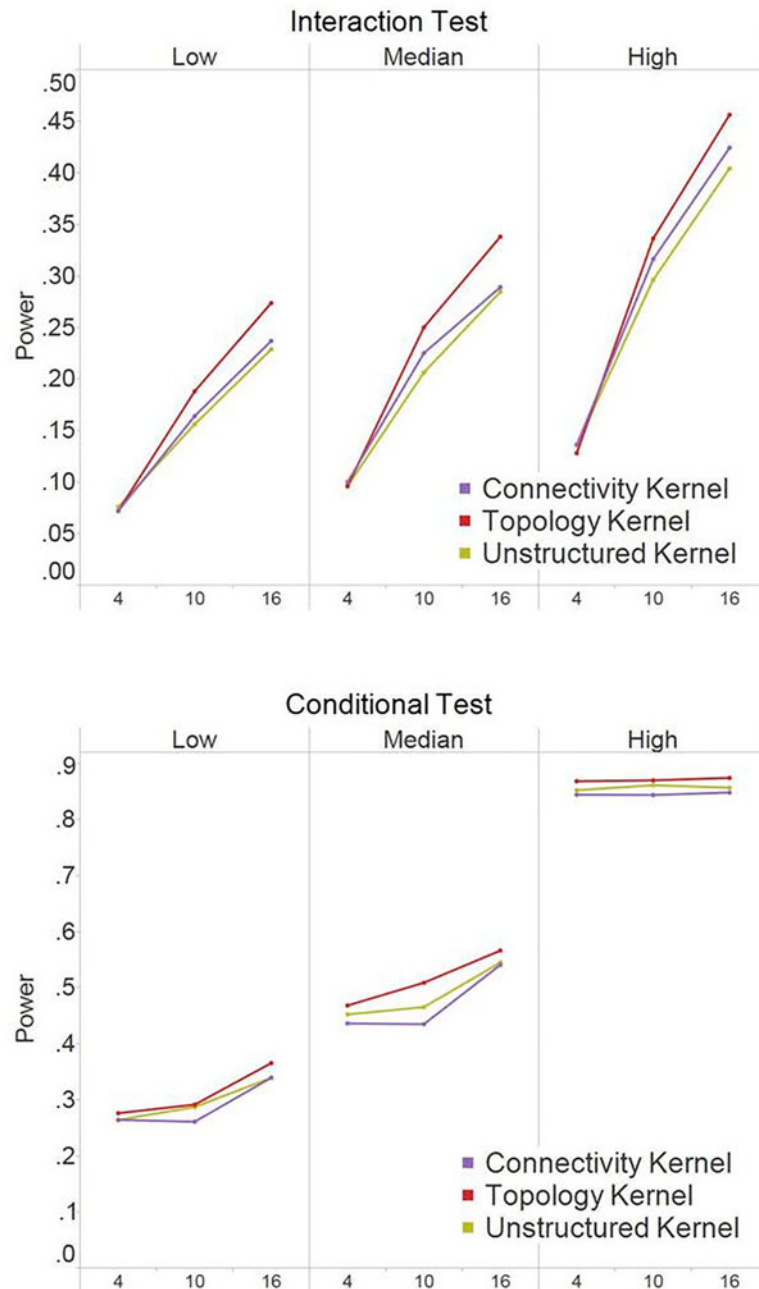 Interaction Test
Low Median High
.50
.45
.40
.35
.30
.25
.20
.15
.10
.05
.00
Power
Connectivity Kernel
Topology Kernel
Unstructured Kernel
4 10 16 4 10 16 4 10 16
Conditional Test
Low Median High
.9
.8
.7
.6
.5
.4
.3
.2
.1
.0
Power
Connectivity Kernel
Topology Kernel
Unstructured Kernel
4 10 16 4 10 16 4 10 16